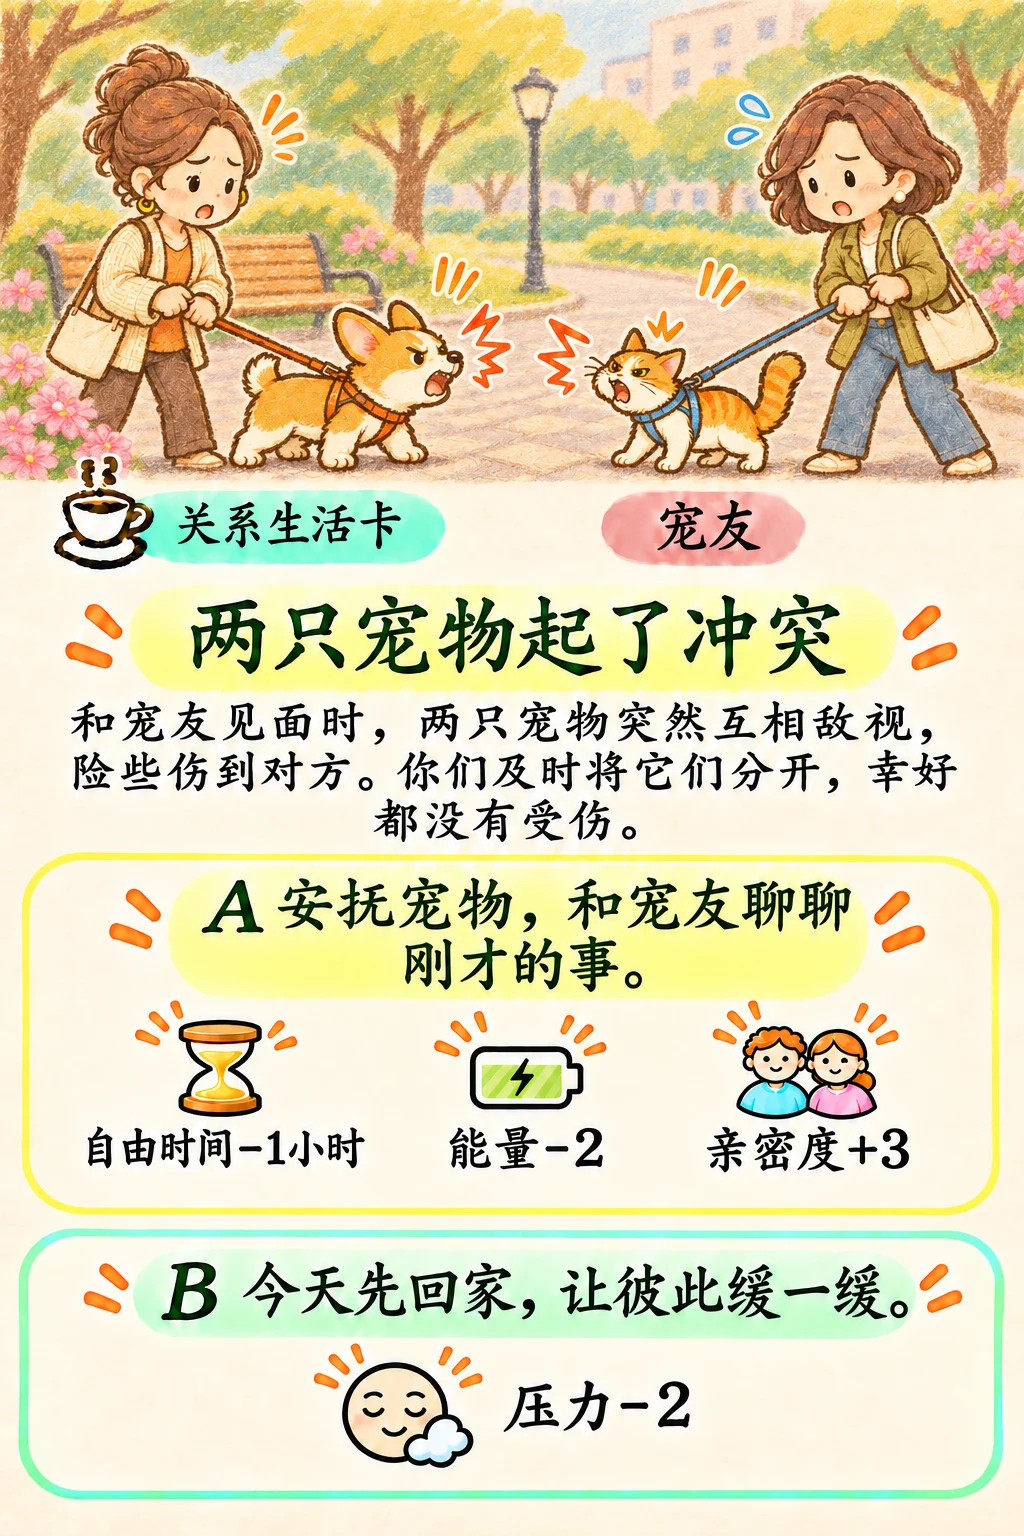 关系生活卡
宠友
两只宠物起了冲突
和宠友见面时，两只宠物突然互相敌视，
险些伤到对方。你们及时将它们分开，幸好
都没有受伤。
A 安抚宠物，和宠友聊聊
刚才的事。
自由时间-1小时
能量-2
亲密度+3
B 今天先回家，让彼此缓一缓。
压力-2